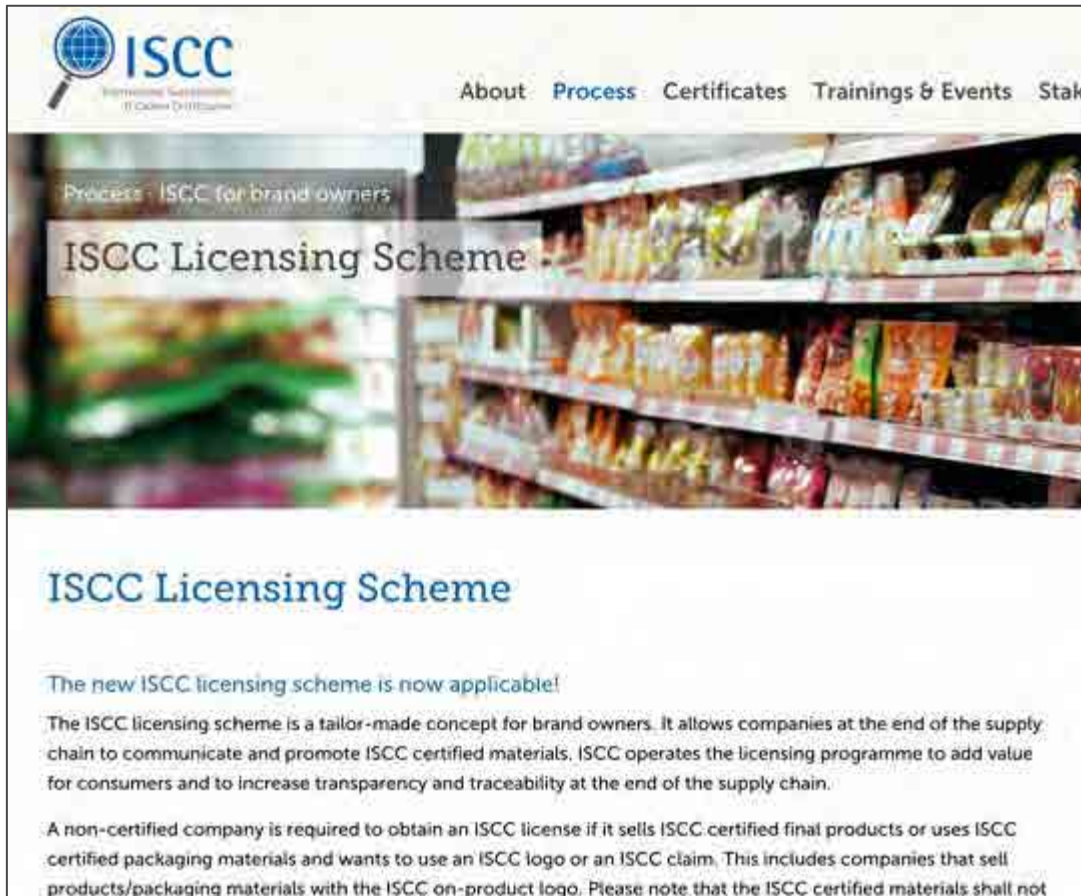 ISCC
International Sustainability
& Carbon Certification
About Process Certificates Trainings & Events Stak
Process · ISCC for brand owners
ISCC Licensing Scheme
ISCC Licensing Scheme
The new ISCC licensing scheme is now applicable!
The ISCC licensing scheme is a tailor-made concept for brand owners. It allows companies at the end of the supply
chain to communicate and promote ISCC certified materials. ISCC operates the licensing programme to add value
for consumers and to increase transparency and traceability at the end of the supply chain.
A non-certified company is required to obtain an ISCC license if it sells ISCC certified final products or uses ISCC
certified packaging materials and wants to use an ISCC logo or an ISCC claim. This includes companies that sell
products/packaging materials with the ISCC on-product logo. Please note that the ISCC certified materials shall not